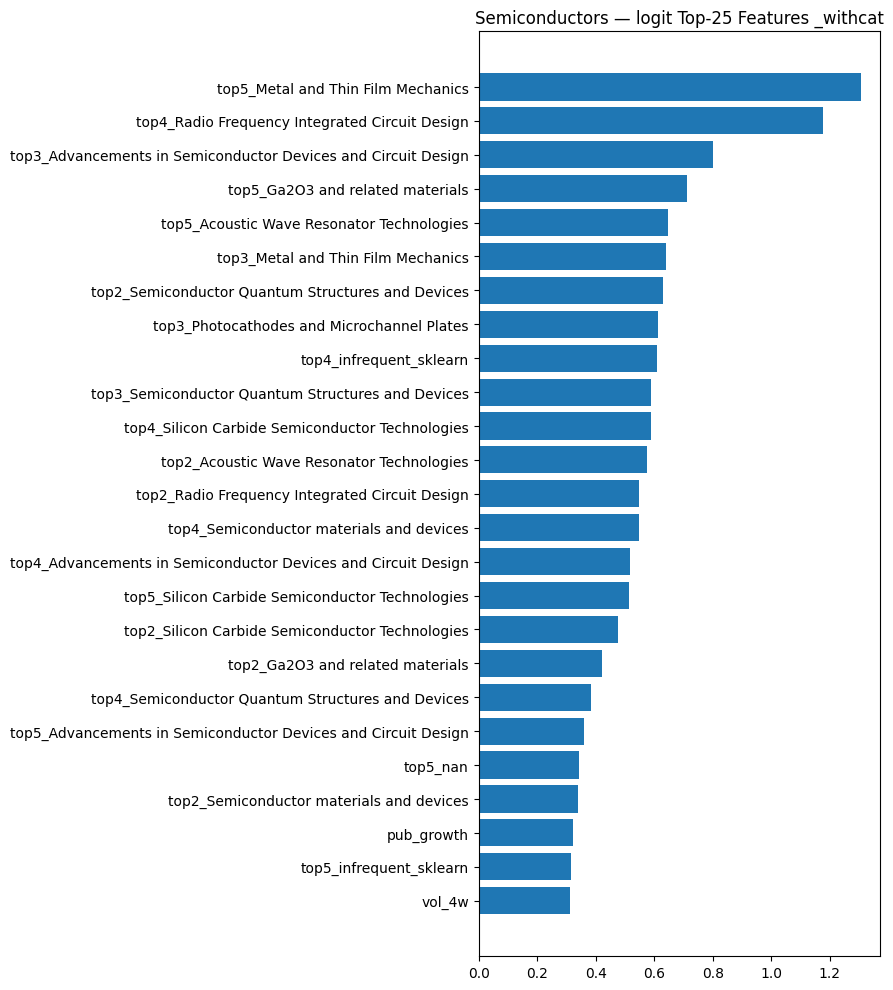 Semiconductors — logit Top-25 Features _withcat
top5_Metal and Thin Film Mechanics
top4_Radio Frequency Integrated Circuit Design
top3_Advancements in Semiconductor Devices and Circuit Design
top5_Ga2O3 and related materials
top5_Acoustic Wave Resonator Technologies
top3_Metal and Thin Film Mechanics
top2_Semiconductor Quantum Structures and Devices
top3_Photocathodes and Microchannel Plates
top4_infrequent_sklearn
top3_Semiconductor Quantum Structures and Devices
top4_Silicon Carbide Semiconductor Technologies
top2_Acoustic Wave Resonator Technologies
top2_Radio Frequency Integrated Circuit Design
top4_Semiconductor materials and devices
top4_Advancements in Semiconductor Devices and Circuit Design
top5_Silicon Carbide Semiconductor Technologies
top2_Silicon Carbide Semiconductor Technologies
top2_Ga2O3 and related materials
top4_Semiconductor Quantum Structures and Devices
top5_Advancements in Semiconductor Devices and Circuit Design
top5_nan
top2_Semiconductor materials and devices
pub_growth
top5_infrequent_sklearn
vol_4w
0.0 0.2 0.4 0.6 0.8 1.0 1.2